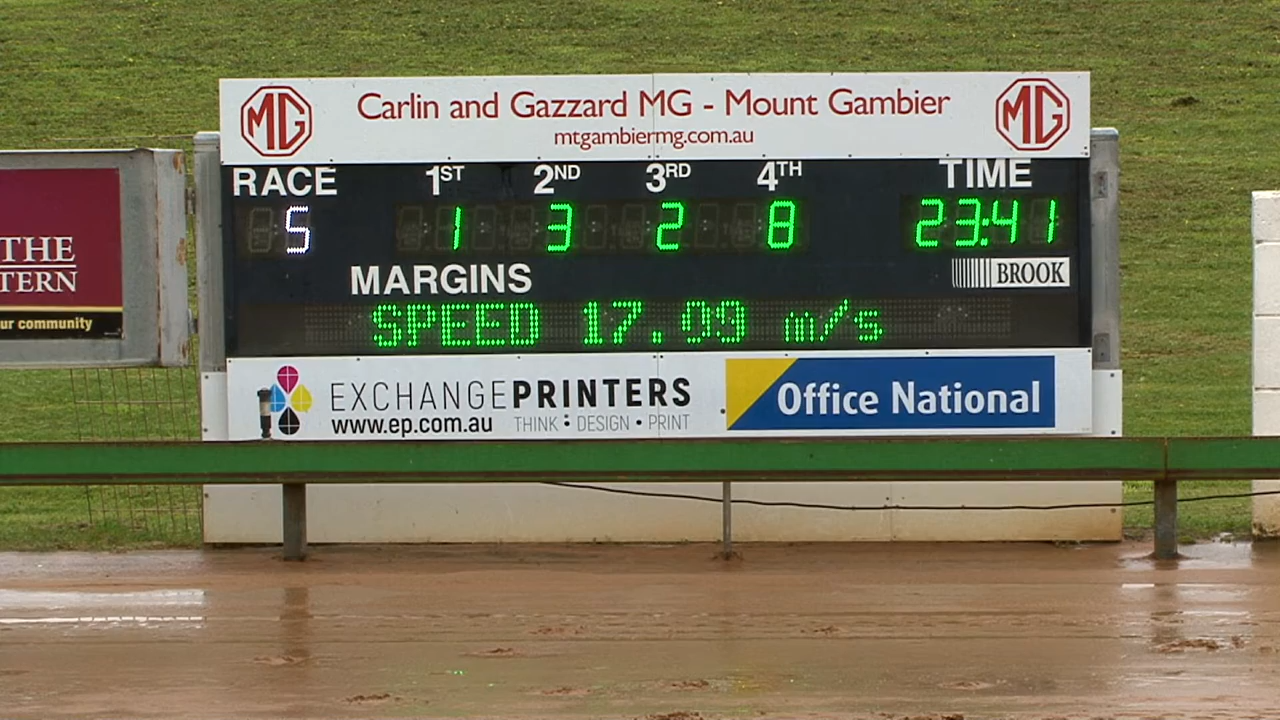 MG Carlin and Gazzard MG - Mount Gambier MG
mtgambiermg.com.au
RACE 1ST 2ND 3RD 4TH TIME
5 1 3 2 8 23:41
MARGINS BROOK
SPEED 17.09 m/s
THE
TERN
ur community
EXCHANGEPRINTERS
www.ep.com.au THINK : DESIGN • PRINT
Office National